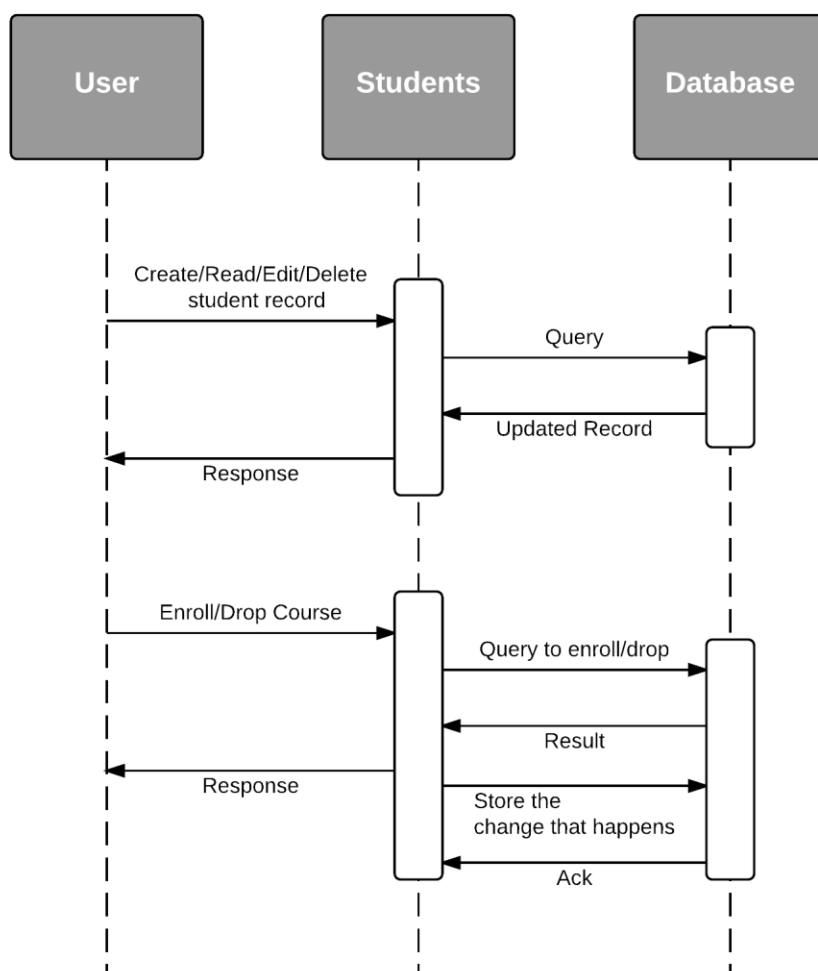 User
Students
Database
Create/Read/Edit/Delete
student record
Query
Updated Record
Response
Enroll/Drop Course
Query to enroll/drop
Result
Response
Store the
change that happens
Ack